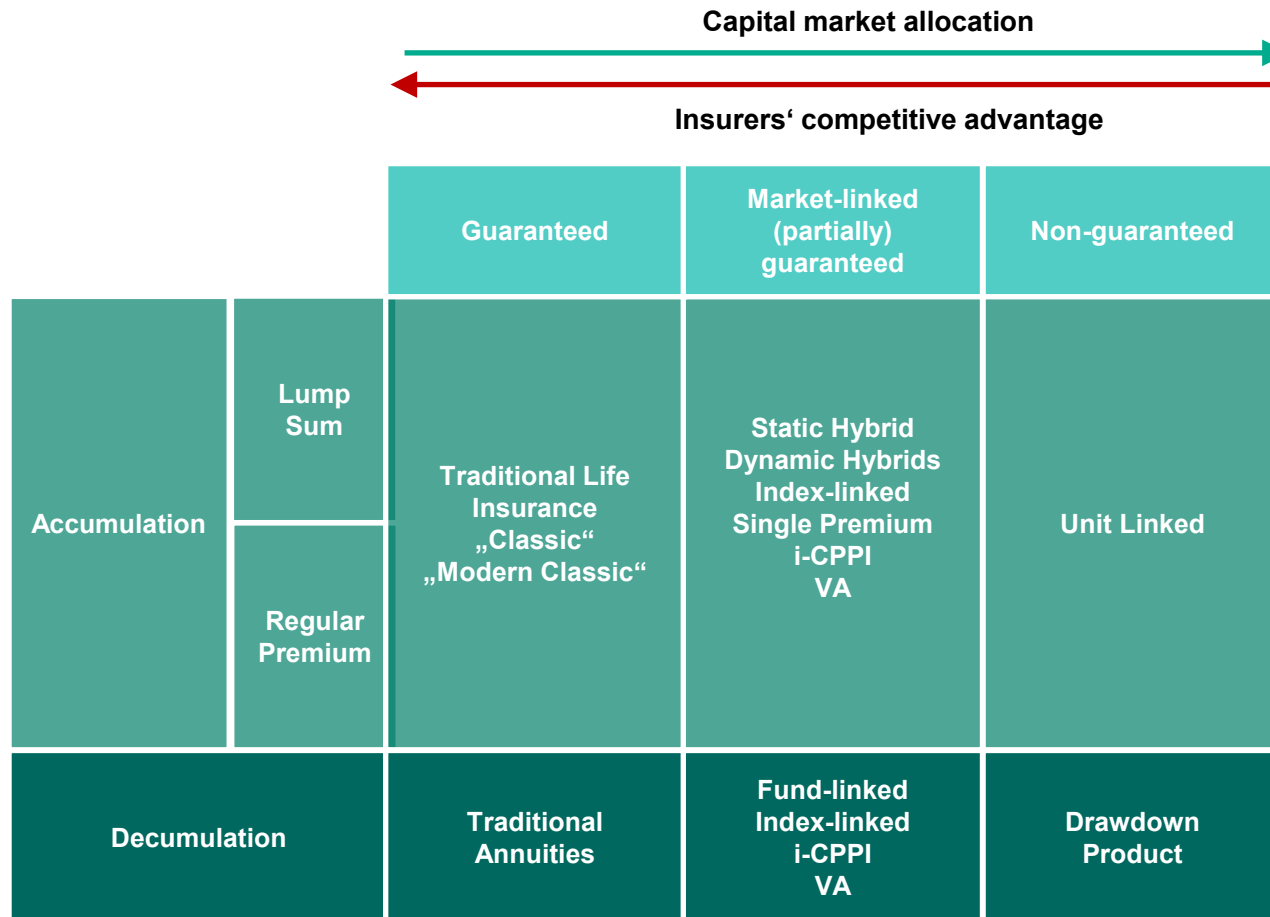 Capital market allocation
Insurers‘ competitive advantage
Guaranteed
Market-linked
(partially)
guaranteed
Non-guaranteed
Accumulation
Lump
Sum
Regular
Premium
Traditional Life
Insurance
„Classic“
„Modern Classic“
Static Hybrid
Dynamic Hybrids
Index-linked
Single Premium
i-CPPI
VA
Unit Linked
Decumulation
Traditional
Annuities
Fund-linked
Index-linked
i-CPPI
VA
Drawdown
Product